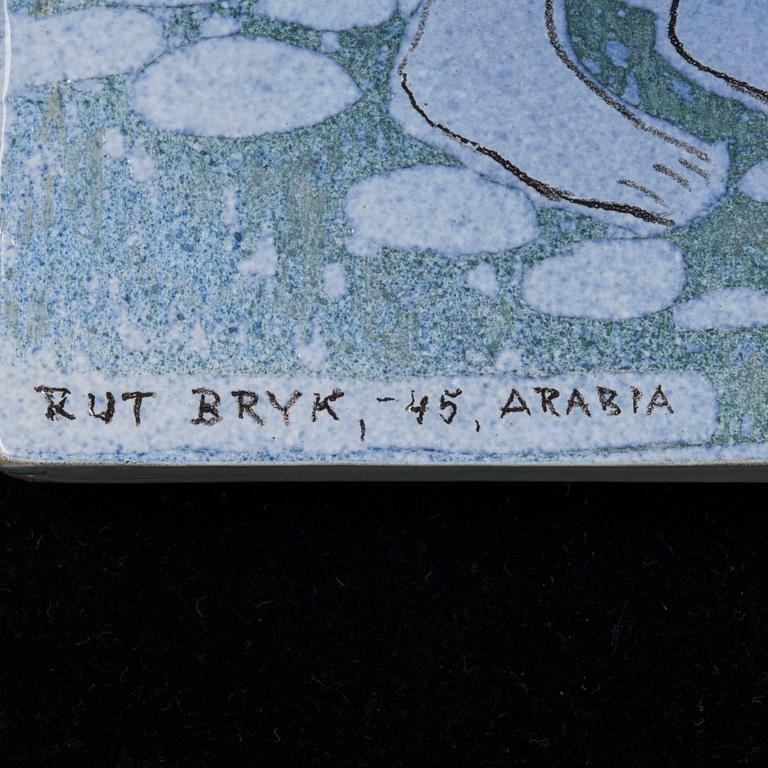 RUT BRYK, -45, ARABIA